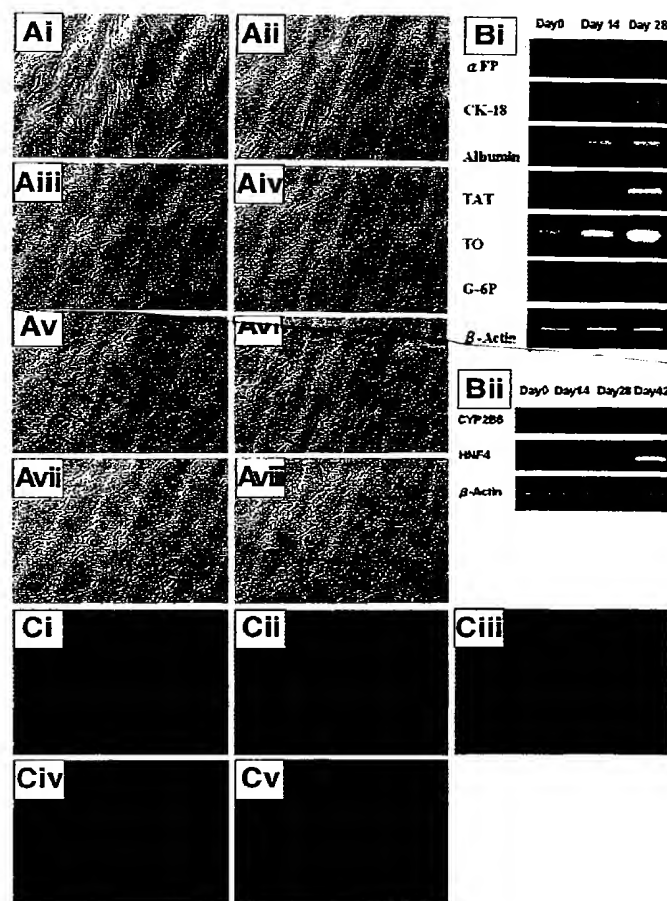 Ai
Aii
Aiii
Aiv
Av
Avi
Avii
Aviii
Bi
Day0 Day 14 Day 28
αFP
CK-18
Albumin
TAT
TO
G-6P
β-Actin
Bii
Day0 Day14 Day28 Day42
CYP2B6
HNF4
β-Actin
Ci
Cii
Ciii
Civ
Cv